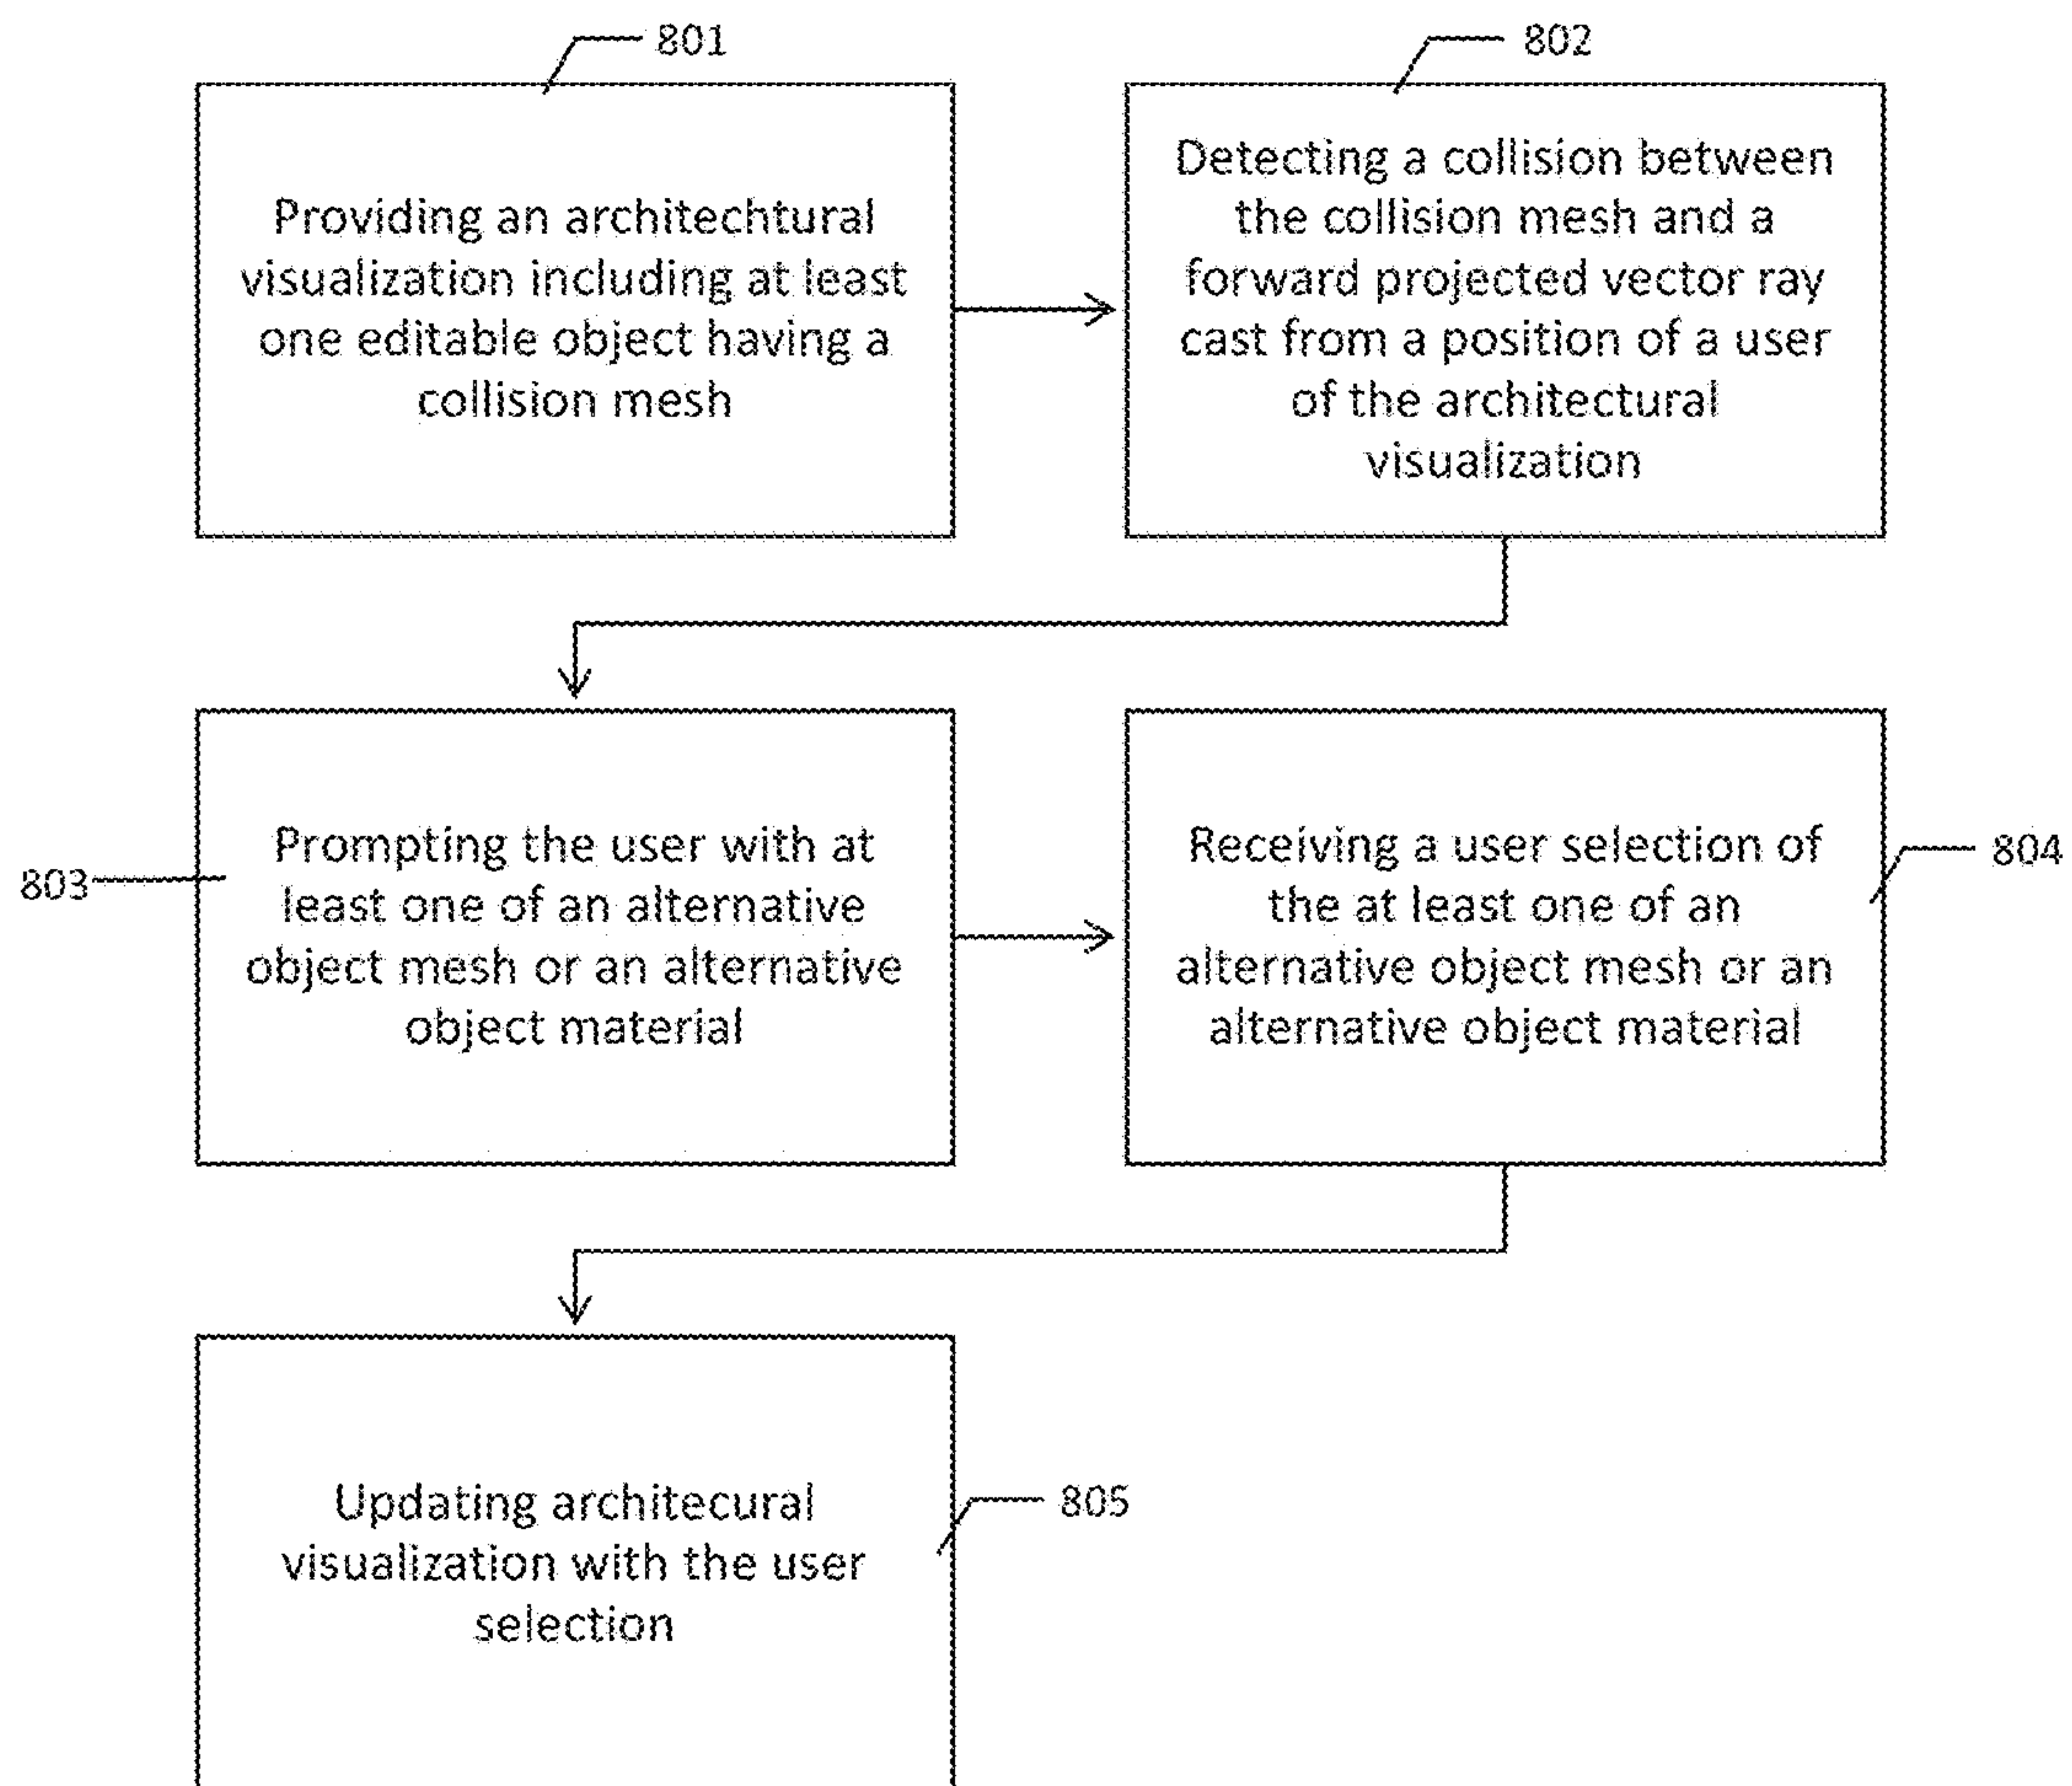 801
Providing an architechtural
visualization including at least
one editable object having a
collision mesh
802
Detecting a collision between
the collision mesh and a
forward projected vector ray
cast from a position of a user
of the architectural
visualization
803
Prompting the user with at
least one of an alternative
object mesh or an alternative
object material
804
Receiving a user selection of
the at least one of an
alternative object mesh or an
alternative object material
805
Updating architecural
visualization with the user
selection